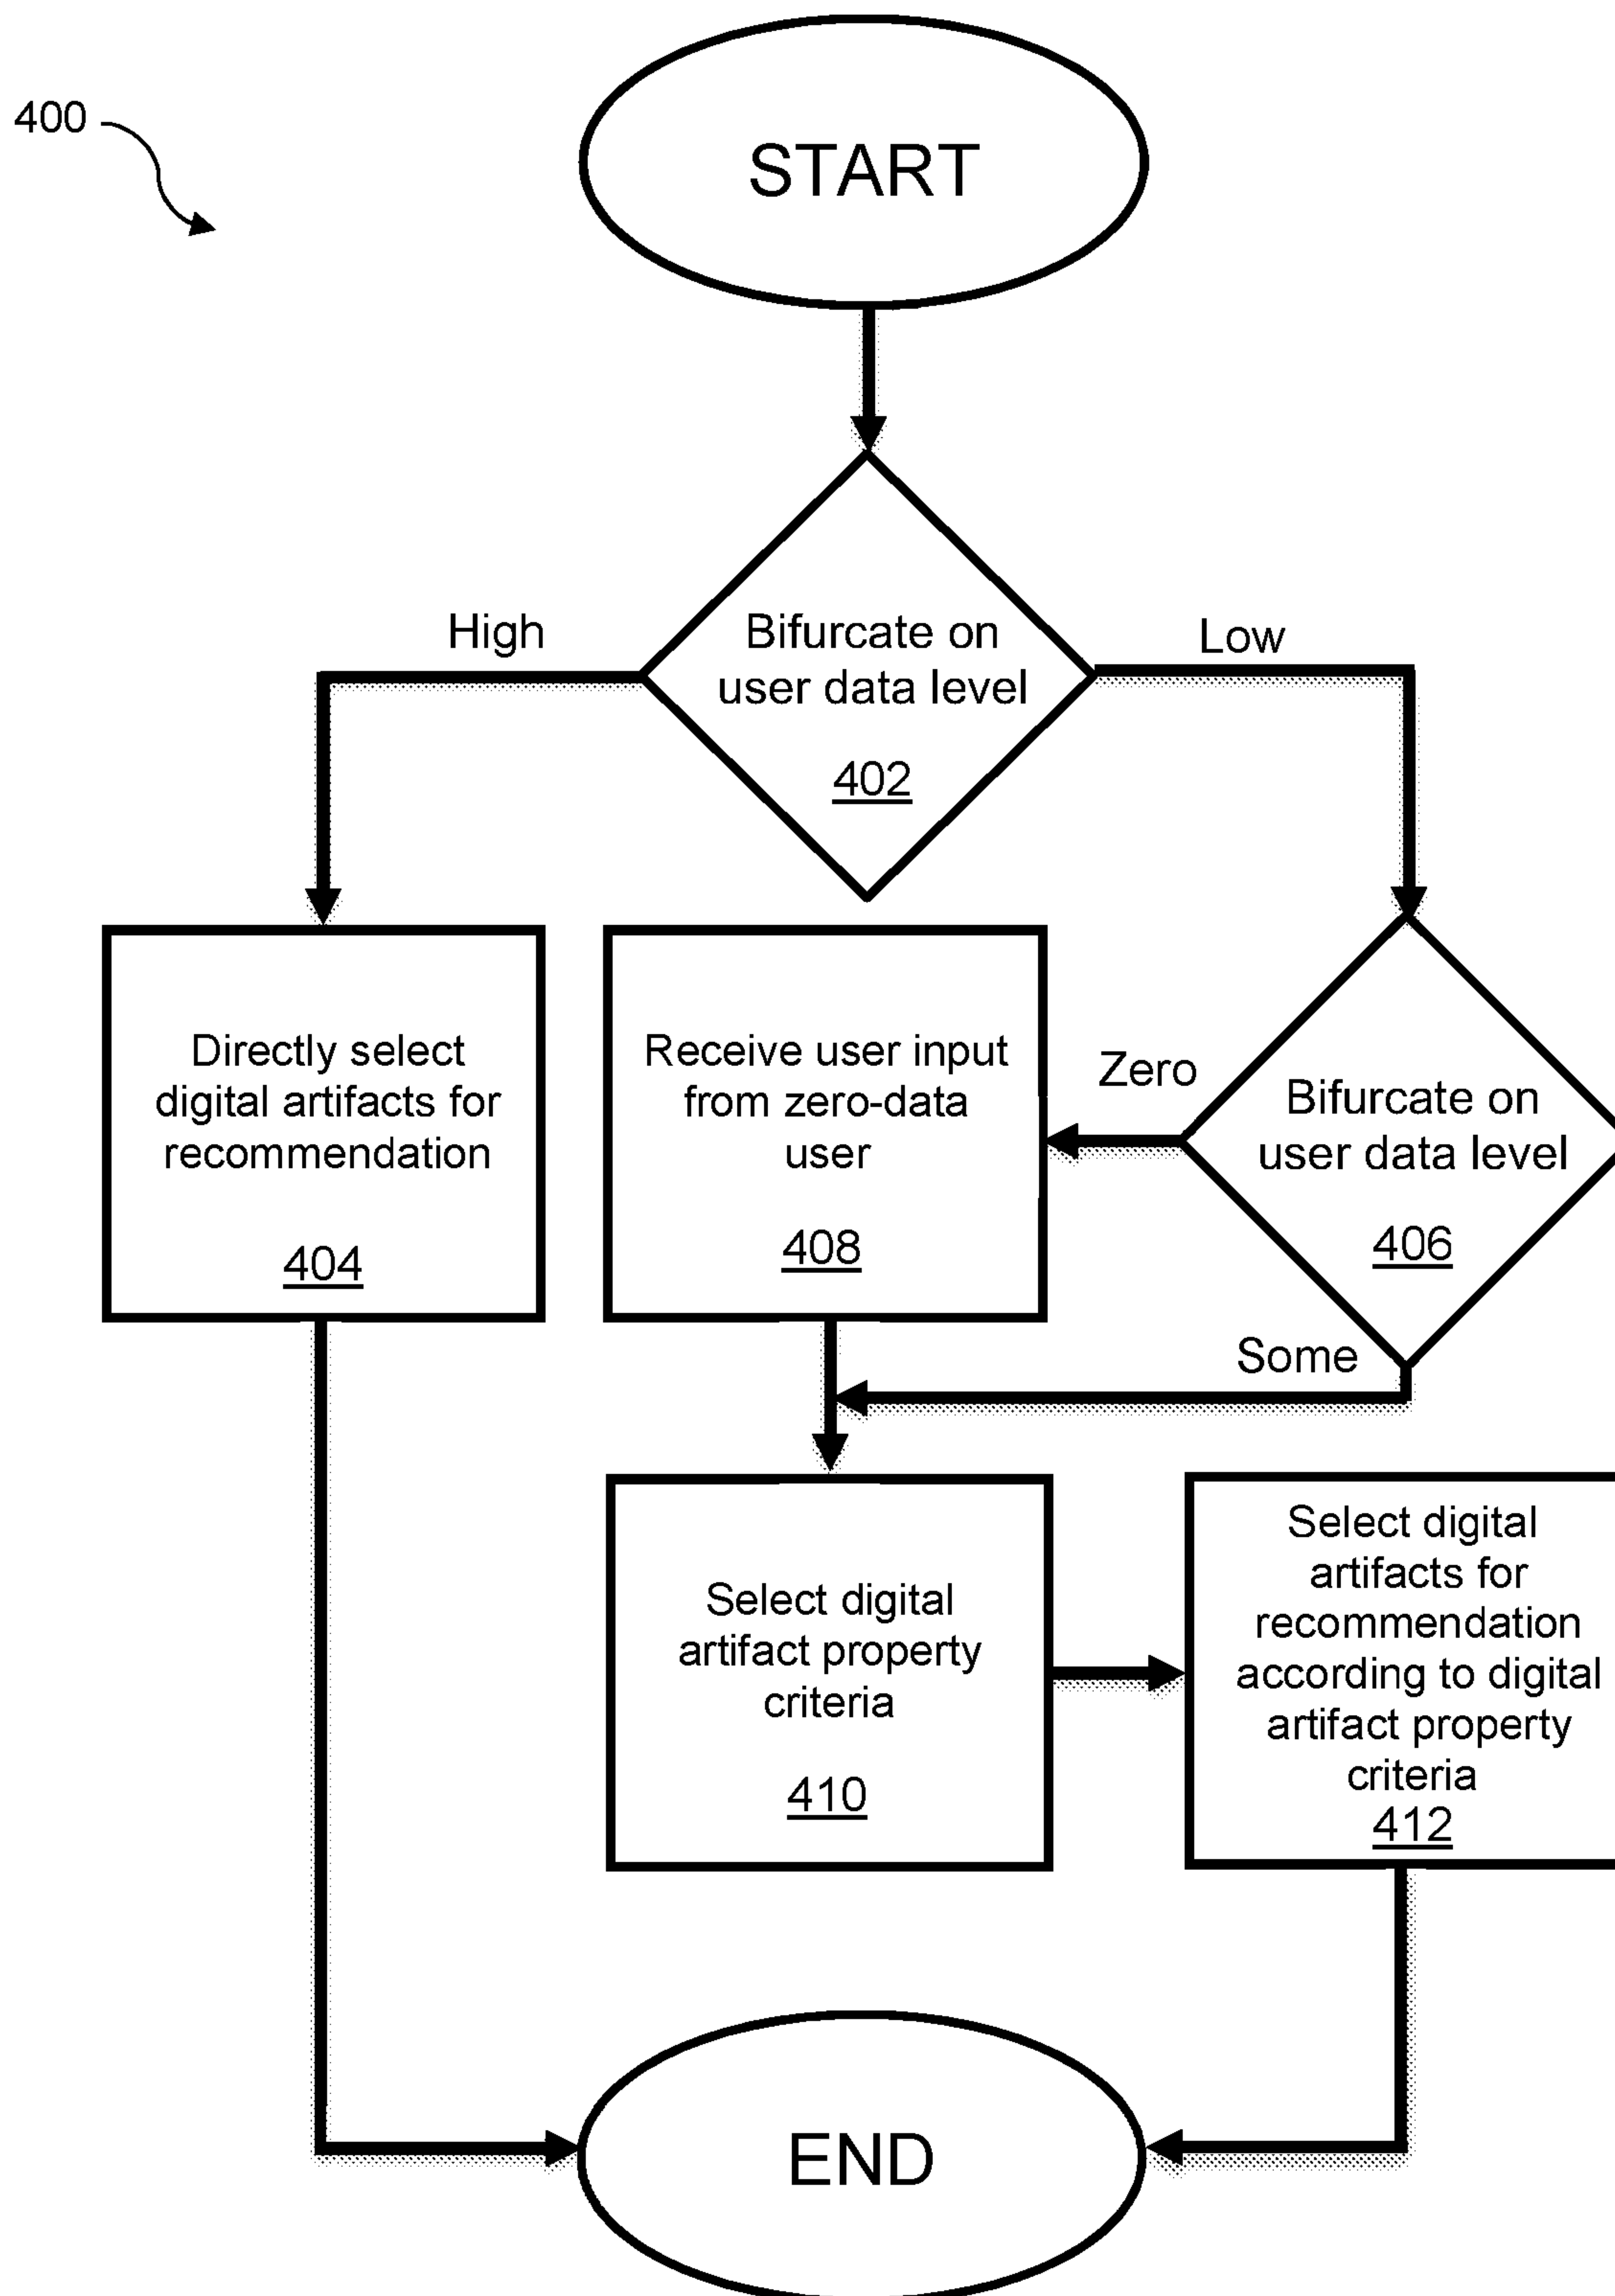 400
START
High
Bifurcate on
user data level
402
Low
Directly select
digital artifacts for
recommendation
404
Receive user input
from zero-data
user
408
Zero
Bifurcate on
user data level
406
Some
Select digital
artifact property
criteria
410
Select digital
artifacts for
recommendation
according to digital
artifact property
criteria
412
END